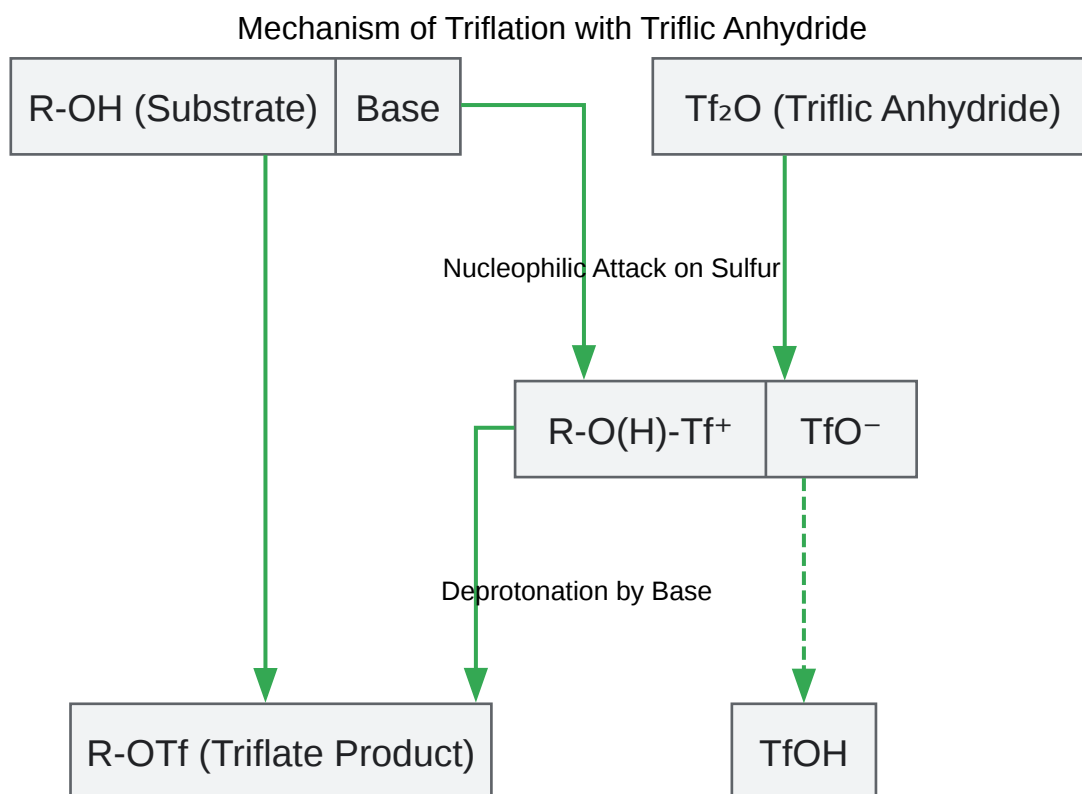 Mechanism of Triflation with Triflic Anhydride
R-OH (Substrate) Base Tf₂O (Triflic Anhydride)
Nucleophilic Attack on Sulfur
R-O(H)-Tf⁺ TfO⁻
Deprotonation by Base
R-OTf (Triflate Product) TfOH